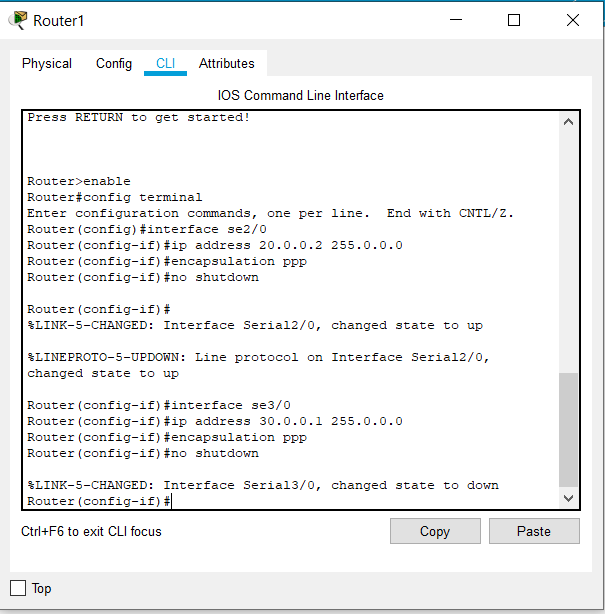 Router1
Physical Config CLI Attributes
IOS Command Line Interface
Press RETURN to get started!
Router>enable
Router#config terminal
Enter configuration commands, one per line.  End with CNTL/Z.
Router(config)#interface se2/0
Router(config-if)#ip address 20.0.0.2 255.0.0.0
Router(config-if)#encapsulation ppp
Router(config-if)#no shutdown
Router(config-if)#
%LINK-5-CHANGED: Interface Serial2/0, changed state to up
%LINEPROTO-5-UPDOWN: Line protocol on Interface Serial2/0,
changed state to up
Router(config-if)#interface se3/0
Router(config-if)#ip address 30.0.0.1 255.0.0.0
Router(config-if)#encapsulation ppp
Router(config-if)#no shutdown
%LINK-5-CHANGED: Interface Serial3/0, changed state to down
Router(config-if)#
Ctrl+F6 to exit CLI focus
Copy Paste
Top